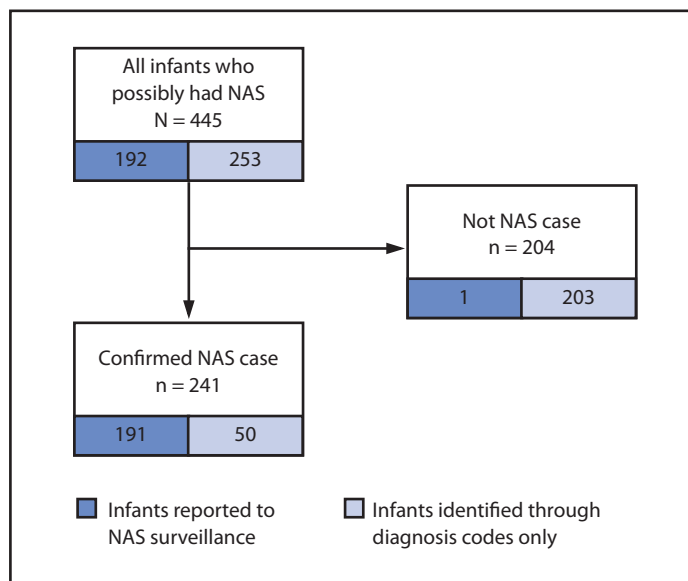 All infants who
possibly had NAS
N = 445
192 253
Not NAS case
n = 204
1 203
Confirmed NAS case
n = 241
191 50
Infants reported to
NAS surveillance
Infants identified through
diagnosis codes only